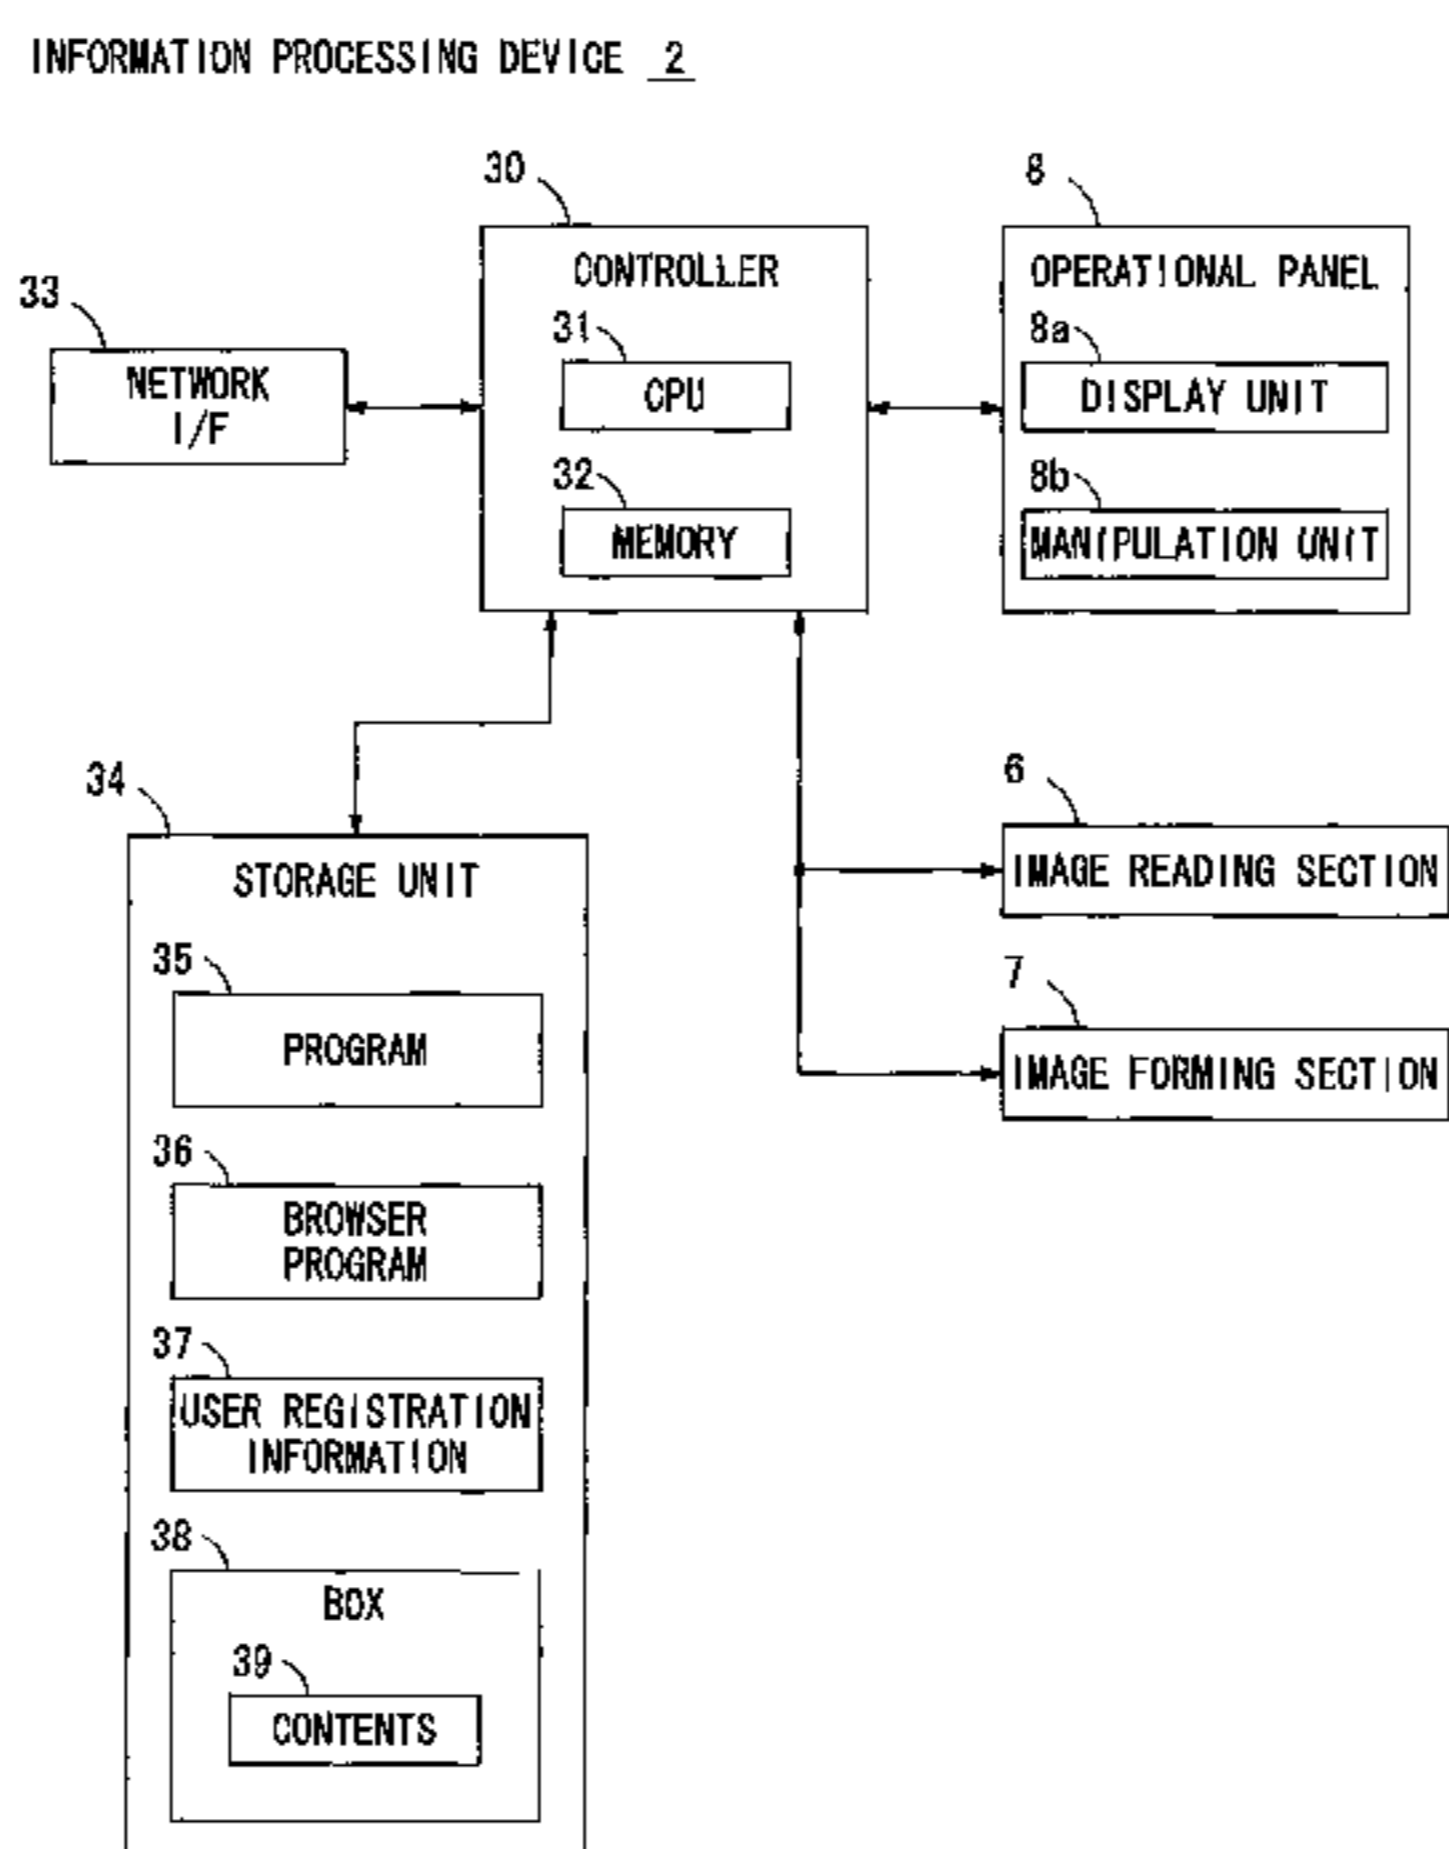 INFORMATION PROCESSING DEVICE 2
30
8
33
CONTROLLER
OPERATIONAL PANEL
31
8a
NETWORK
I/F
CPU
DISPLAY UNIT
32
8b
MEMORY
MANIPULATION UNIT
6
34
IMAGE READING SECTION
STORAGE UNIT
35
7
PROGRAM
IMAGE FORMING SECTION
36
BROWSER
PROGRAM
37
USER REGISTRATION
INFORMATION
38
BOX
39
CONTENTS